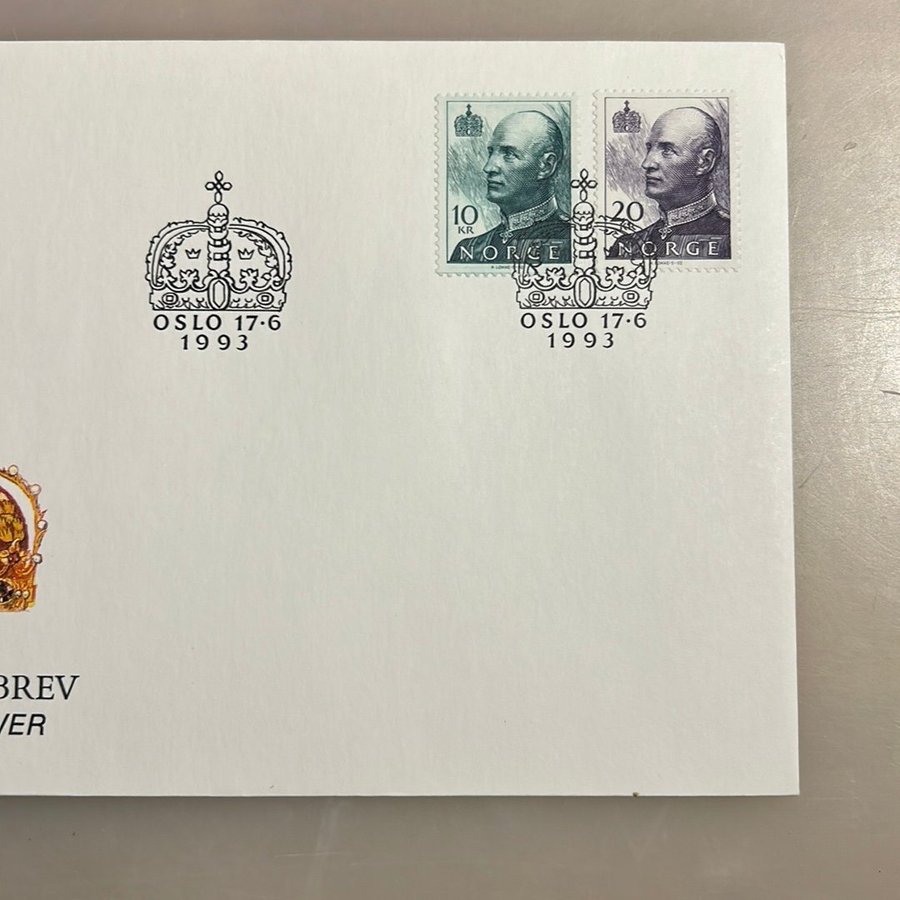 10
KR
NORGE
20
NORGE
OSLO 17·6
1993
OSLO 17·6
1993
BREV
VER